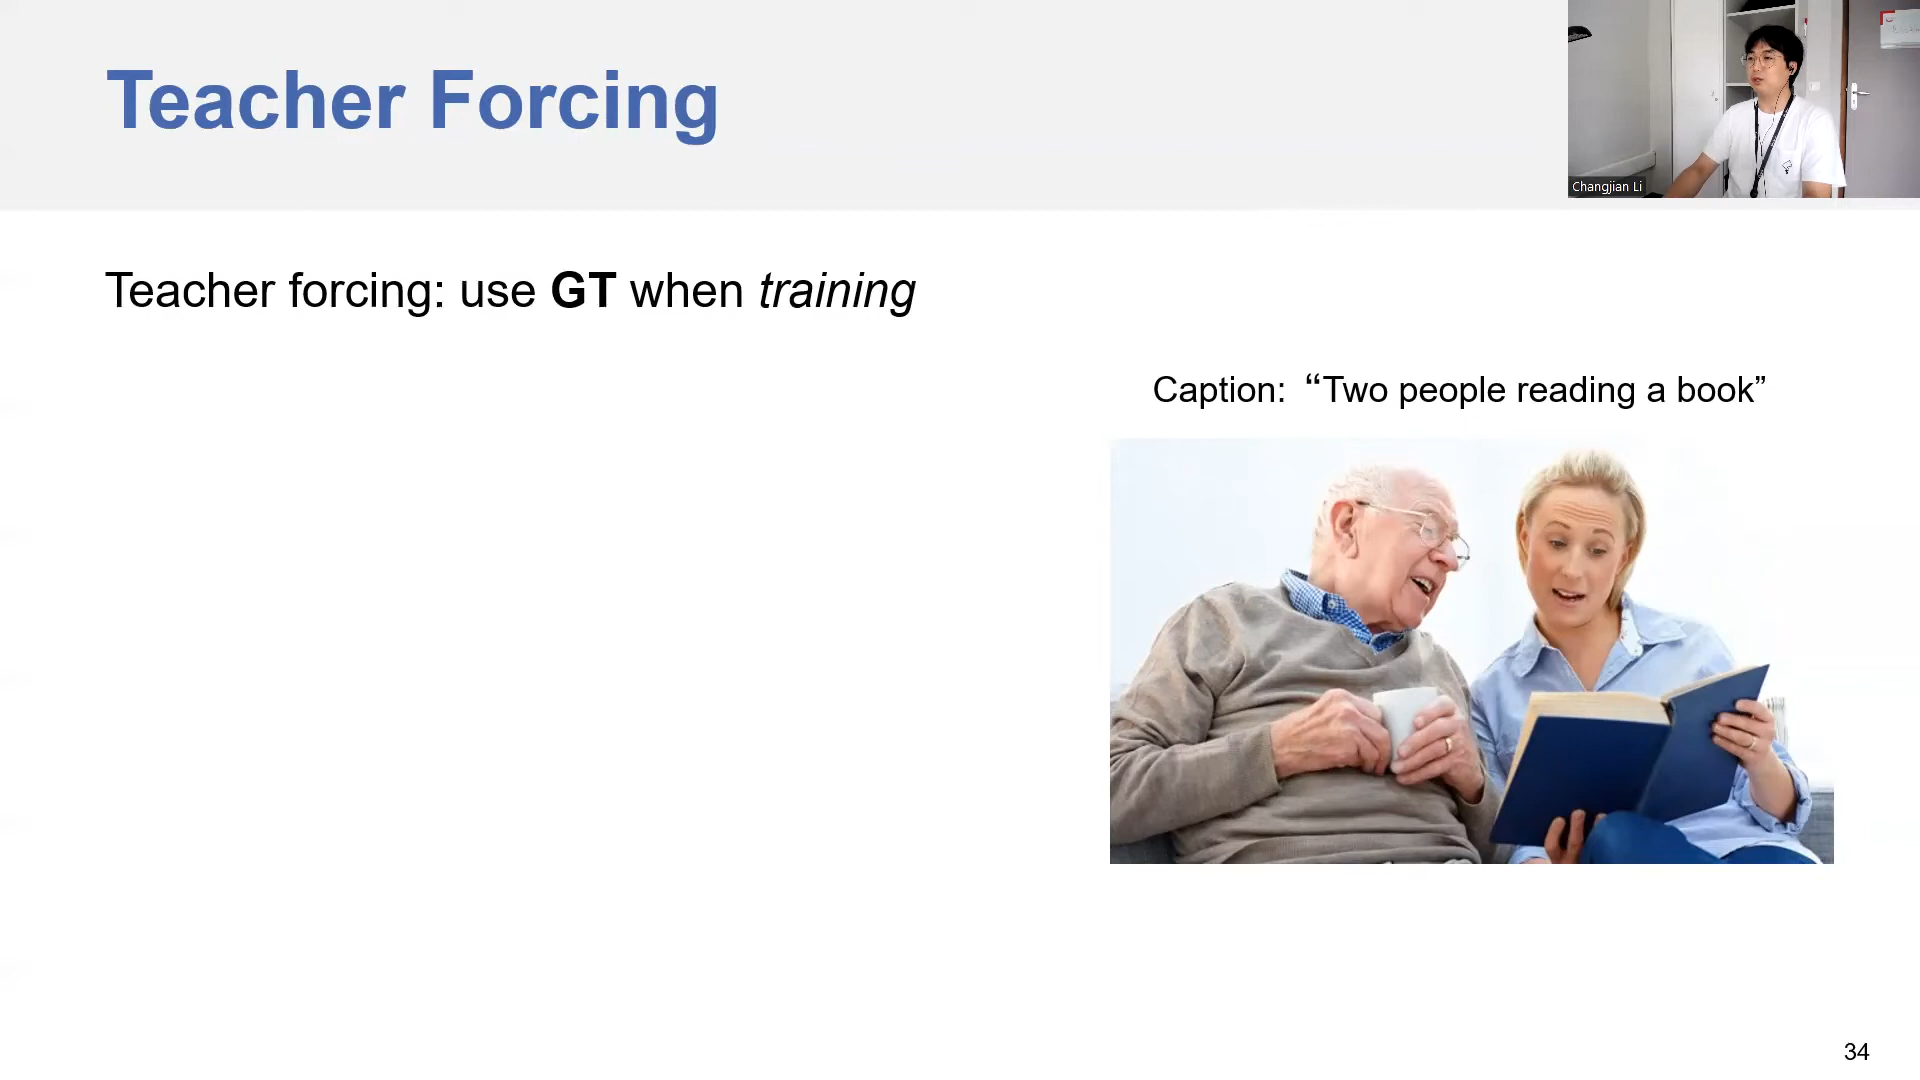 Teacher Forcing
Changjian Li
Teacher forcing: use GT when training
Caption: “Two people reading a book”
34